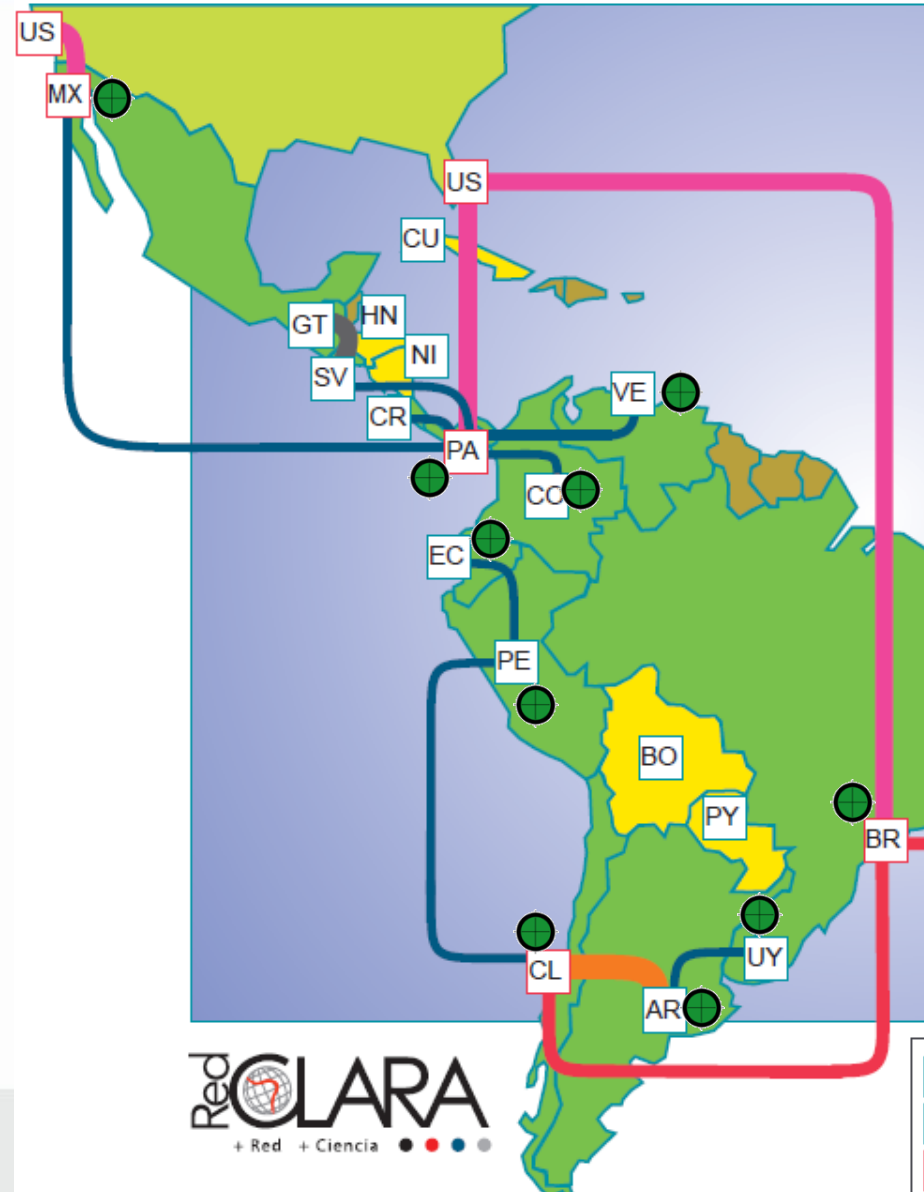 US
MX
US
CU
GT
HN
NI
SV
VE
CR
PA
CO
EC
PE
BO
PY
BR
UY
CL
AR
Red
CLARA
+ Red + Ciencia